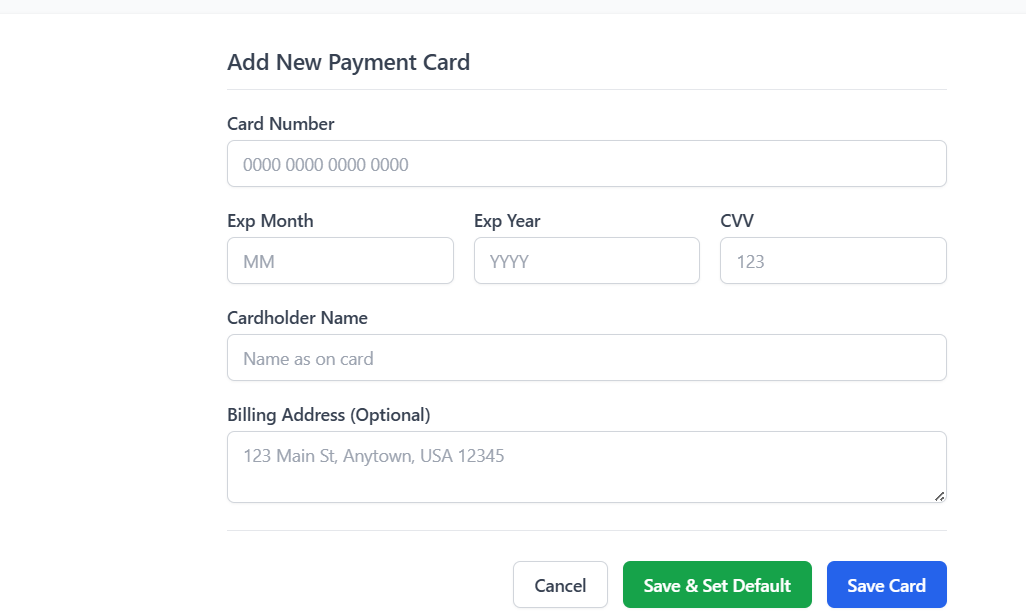 Add New Payment Card
Card Number
0000 0000 0000 0000
Exp Month Exp Year CVV
MM YYYY 123
Cardholder Name
Name as on card
Billing Address (Optional)
123 Main St, Anytown, USA 12345
Cancel Save & Set Default Save Card